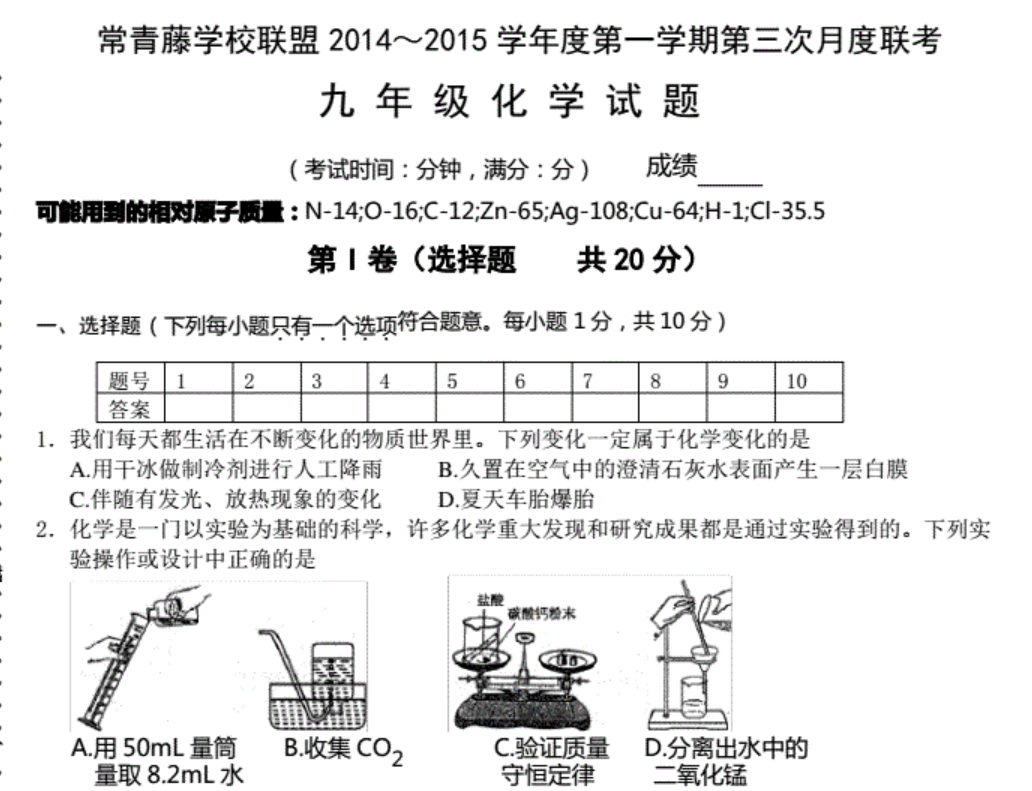 常青藤学校联盟 2014～2015 学年度第一学期第三次月度联考
九 年 级 化 学 试 题
（考试时间：分钟，满分：分） 成绩
可能用到的相对原子质量：N-14;O-16;C-12;Zn-65;Ag-108;Cu-64;H-1;Cl-35.5
第Ⅰ卷（选择题 共 20 分）
一、选择题（下列每小题只有一个选项符合题意。每小题 1 分，共 10 分）
题号 1 2 3 4 5 6 7 8 9 10
答案
1．我们每天都生活在不断变化的物质世界里。下列变化一定属于化学变化的是
A.用干冰做制冷剂进行人工降雨 B.久置在空气中的澄清石灰水表面产生一层白膜
C.伴随有发光、放热现象的变化 D.夏天车胎爆胎
2．化学是一门以实验为基础的科学，许多化学重大发现和研究成果都是通过实验得到的。下列实
验操作或设计中正确的是
盐酸
碳酸钙粉末
A.用 50mL 量筒 B.收集 CO2 C.验证质量 D.分离出水中的
量取 8.2mL 水 守恒定律 二氧化锰